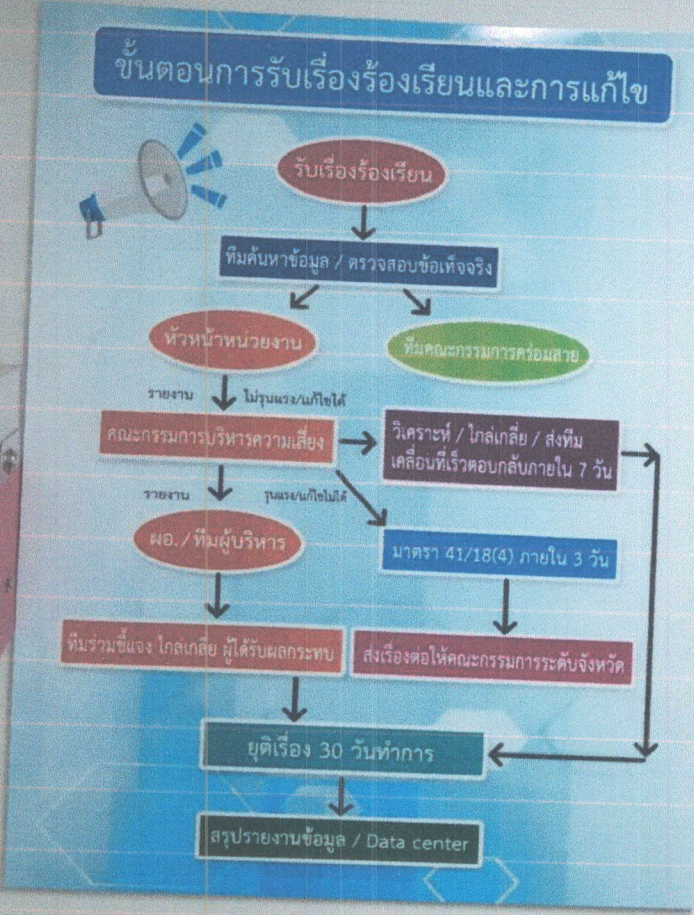 ขั้นตอนการรับเรื่องร้องเรียนและการแก้ไข
รับเรื่องร้องเรียน
ทีมค้นหาข้อมูล / ตรวจสอบข้อเท็จจริง
หัวหน้าหน่วยงาน
ทีมคณะกรรมการคร่อมสาย
รายงาน
ไม่รุนแรง/แก้ไขได้
คณะกรรมการบริหารความเสี่ยง
วิเคราะห์ / ไกล่เกลี่ย / ส่งทีม
เคลื่อนที่เร็วตอบกลับภายใน 7 วัน
รายงาน
รุนแรง/แก้ไขไม่ได้
ผอ./ทีมผู้บริหาร
มาตรา 41/18(4) ภายใน 3 วัน
ทีมร่วมชี้แจง ไกล่เกลี่ย ผู้ได้รับผลกระทบ
ส่งเรื่องต่อให้คณะกรรมการระดับจังหวัด
ยุติเรื่อง 30 วันทำการ
สรุปรายงานข้อมูล / Data center